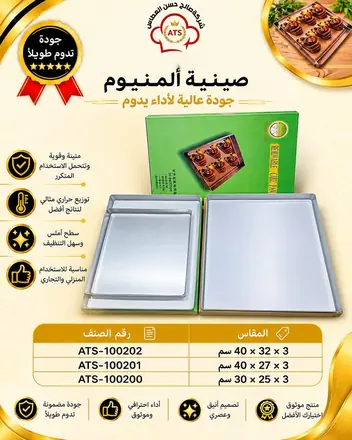 شركة صالح حسن العطاس
ATS
جودة
تدوم طويلاً
صينية ألمنيوم
جودة عالية لأداء يدوم
متينة وقوية
وتتحمل الاستخدام
المتكرر
توزيع حراري مثالي
لنتائج أفضل
سطح أملس
وسهل التنظيف
مناسبة للاستخدام
المنزلي والتجاري
المقاس
رقم الصنف
3 × 32 × 40 سم
ATS-100202
3 × 27 × 40 سم
ATS-100201
3 × 25 × 30 سم
ATS-100200
منتج موثوق
اختيارك الأفضل
تصميم أنيق
وعصري
أداء احترافي
وموثوق
جودة مضمونة
تدوم طويلاً